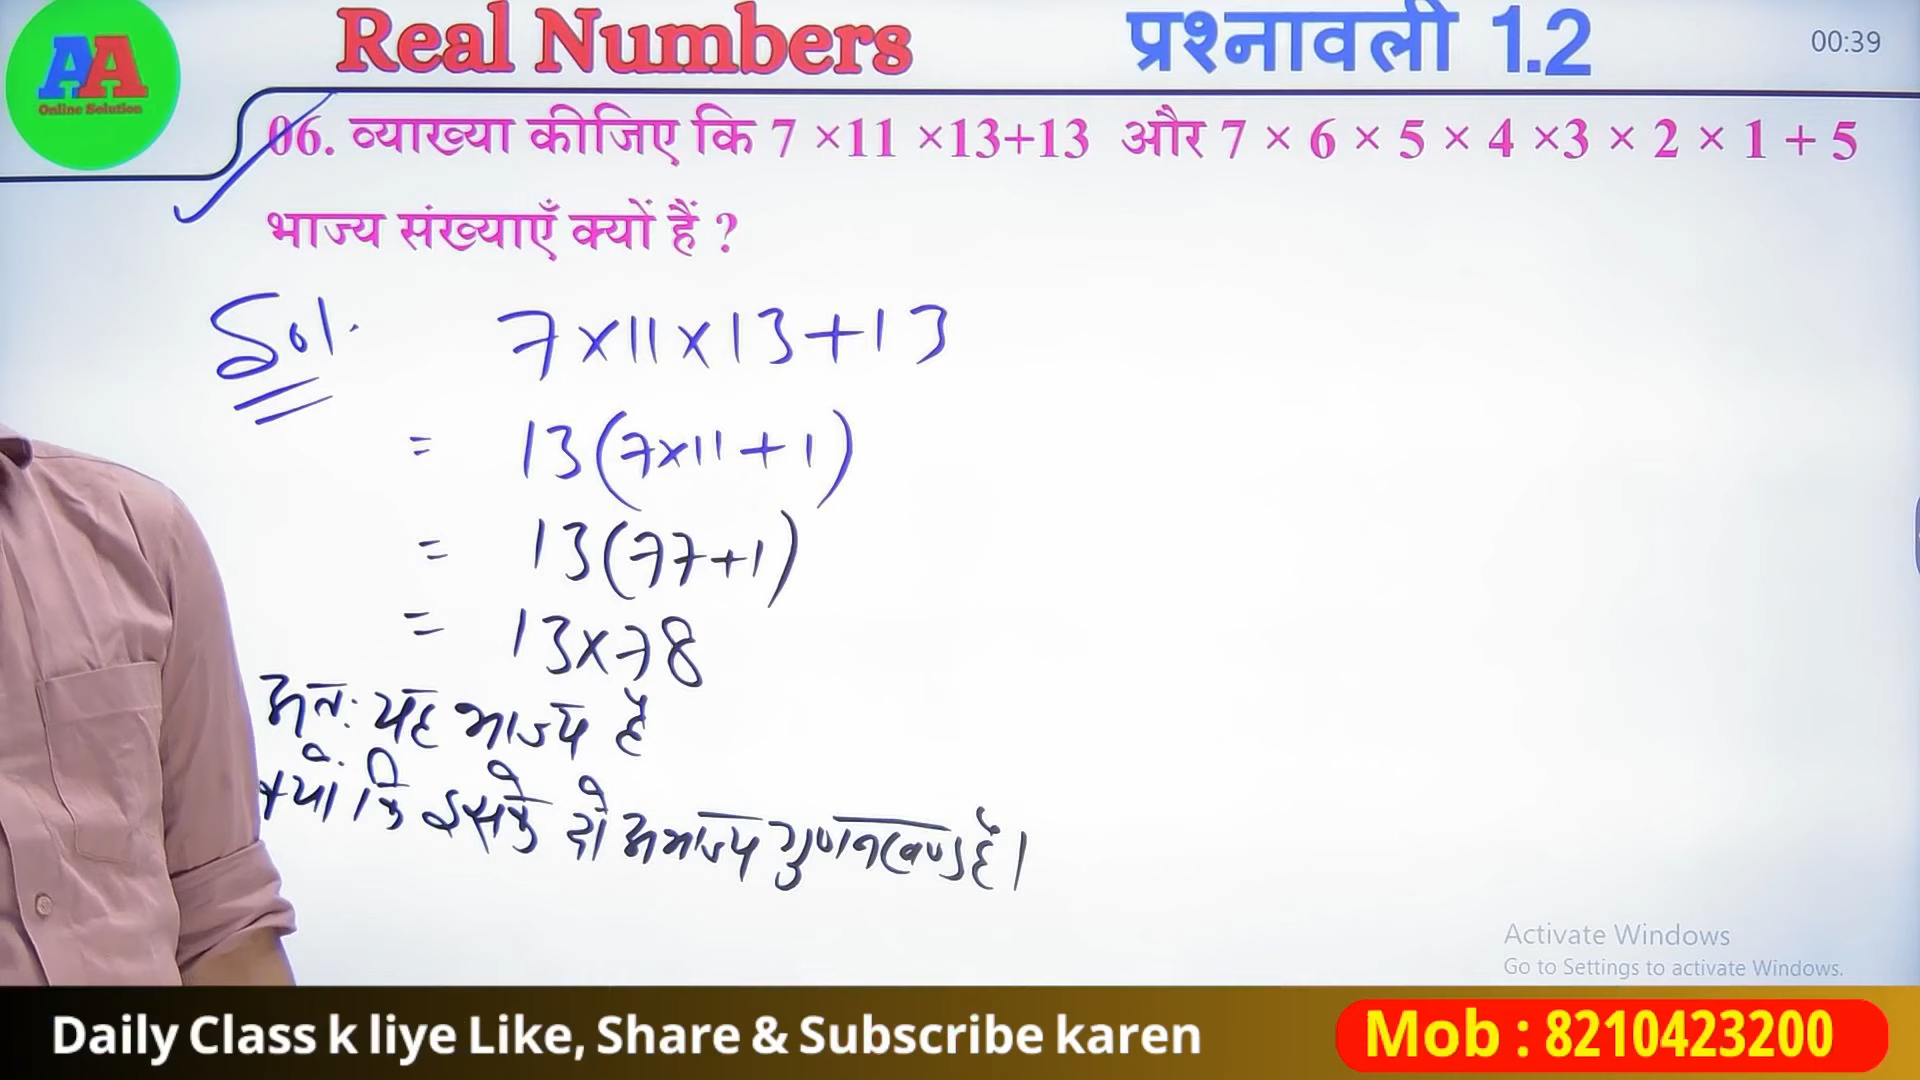 AA
Online Solution
Real Numbers
प्रश्नावली 1.2
00:39
06. व्याख्या कीजिए कि 7 ×11 ×13+13 और 7 × 6 × 5 × 4 ×3 × 2 × 1 + 5
भाज्य संख्याएँ क्यों हैं ?
Sol.
7×11×13+13
= 13(7×11+1)
= 13(77+1)
= 13×78
अतः यह भाज्य है
क्यों कि इसके दो अभाज्य गुणनखण्ड है।
Activate Windows
Go to Settings to activate Windows.
Daily Class k liye Like, Share & Subscribe karen
Mob : 8210423200